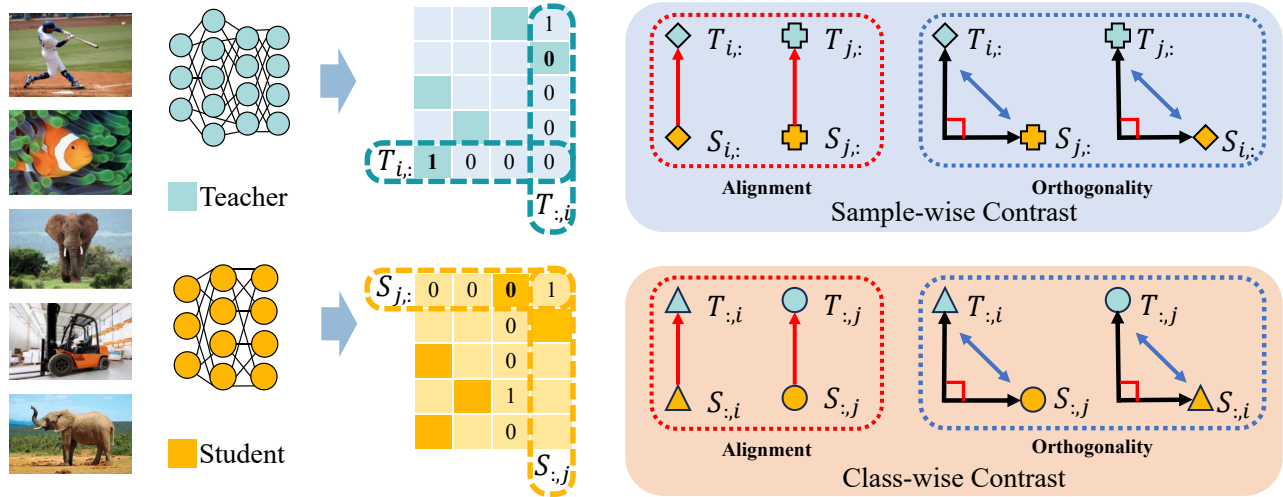 1
0
0
0
T_{i,:} 1 0 0 0
Teacher
T_{:,i}
S_{j,:} 0 0 0 1
0
0
1
0
Student
S_{:,j}
T_{i,:} T_{j,:}
S_{i,:} S_{j,:}
Alignment
T_{i,:} T_{j,:}
S_{j,:} S_{i,:}
Orthogonality
Sample-wise Contrast
T_{:,i} T_{:,j}
S_{:,i} S_{:,j}
Alignment
T_{:,i} T_{:,j}
S_{:,j} S_{:,i}
Orthogonality
Class-wise Contrast